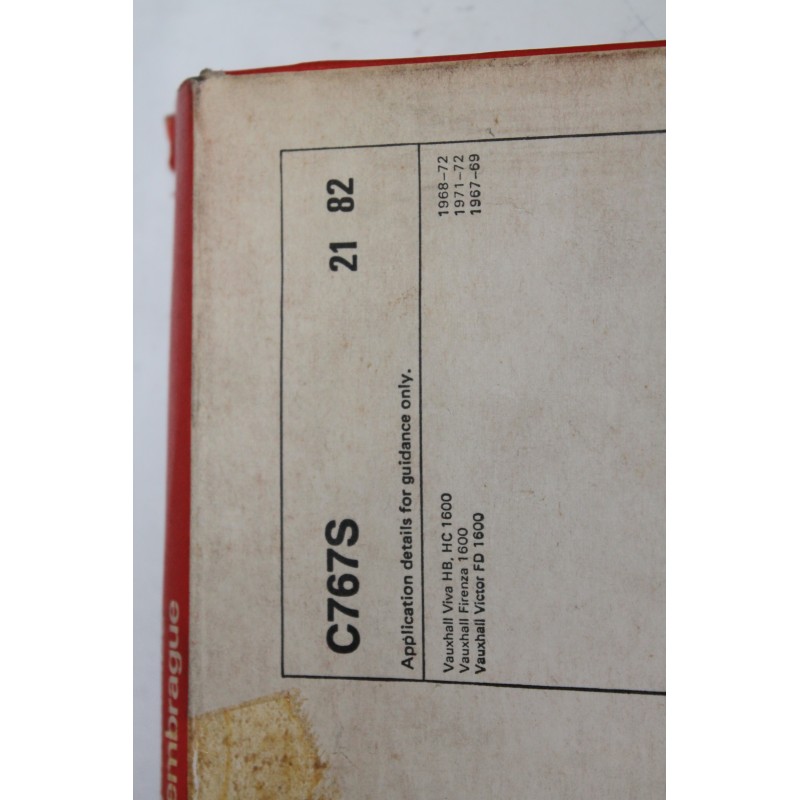 C767S 21 82
Application details for guidance only.
Vauxhall Viva HB, HC 1600 1968–72
Vauxhall Firenza 1600 1971–72
Vauxhall Victor FD 1600 1967–69
embrague